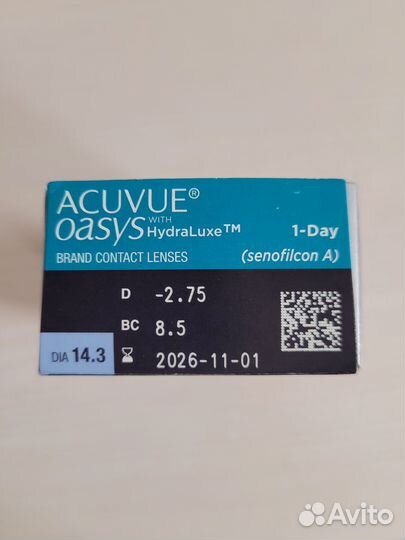 ACUVUE®
oasys WITH HydraLuxe™ 1-Day
BRAND CONTACT LENSES (senofilcon A)
D -2.75
BC 8.5
DIA 14.3 2026-11-01
Avito